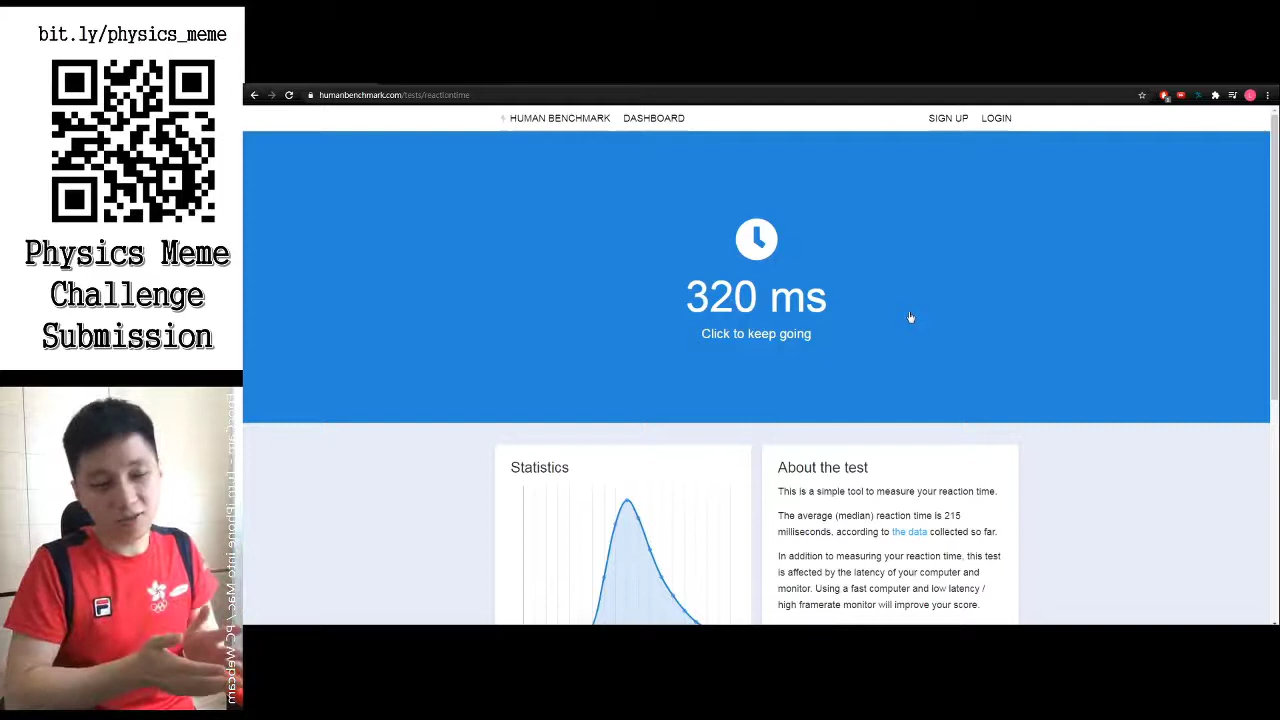 bit.ly/physics_meme
Physics Meme
Challenge
Submission
humanbenchmark.com/tests/reactiontime
HUMAN BENCHMARK
DASHBOARD
SIGN UP
LOGIN
320 ms
Click to keep going
Statistics
About the test
This is a simple tool to measure your reaction time.
The average (median) reaction time is 215
milliseconds, according to the data collected so far.
In addition to measuring your reaction time, this test
is affected by the latency of your computer and
monitor. Using a fast computer and low latency /
high framerate monitor will improve your score.
FILA